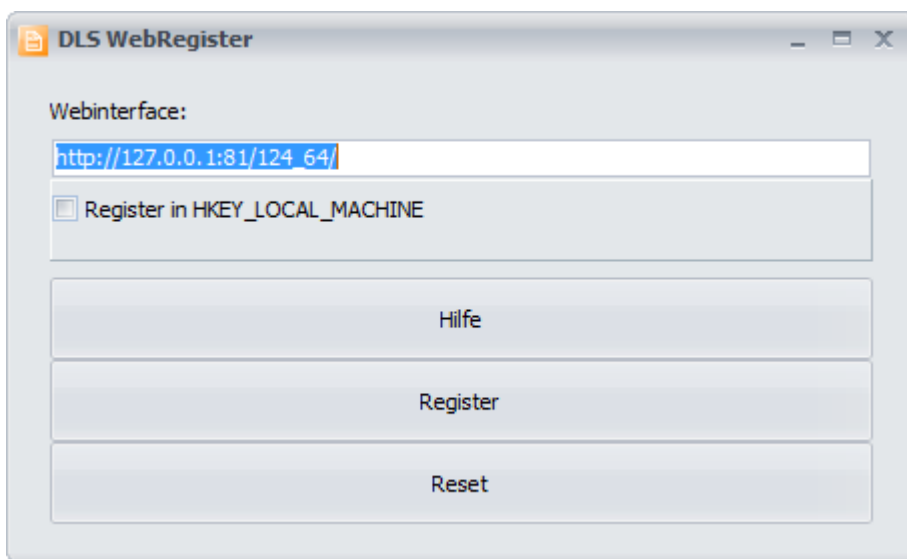 DLS WebRegister
Webinterface:
http://127.0.0.1:81/124_64/
Register in HKEY_LOCAL_MACHINE
Hilfe
Register
Reset